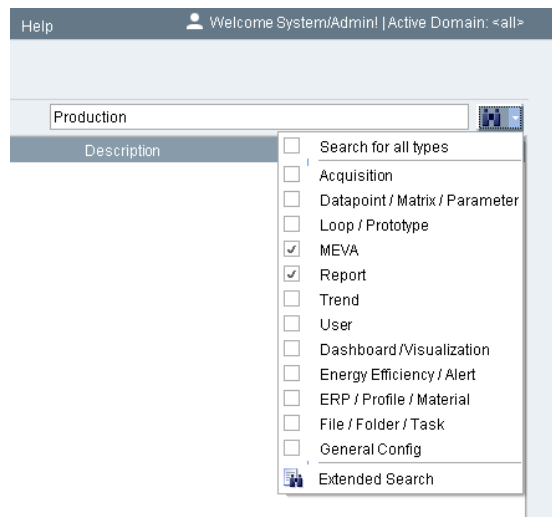 Help
Welcome System/Admin! | Active Domain: <all>
Production
Description
Search for all types
Acquisition
Datapoint / Matrix / Parameter
Loop / Prototype
MEVA
Report
Trend
User
Dashboard /Visualization
Energy Efficiency / Alert
ERP / Profile / Material
File / Folder / Task
General Config
Extended Search